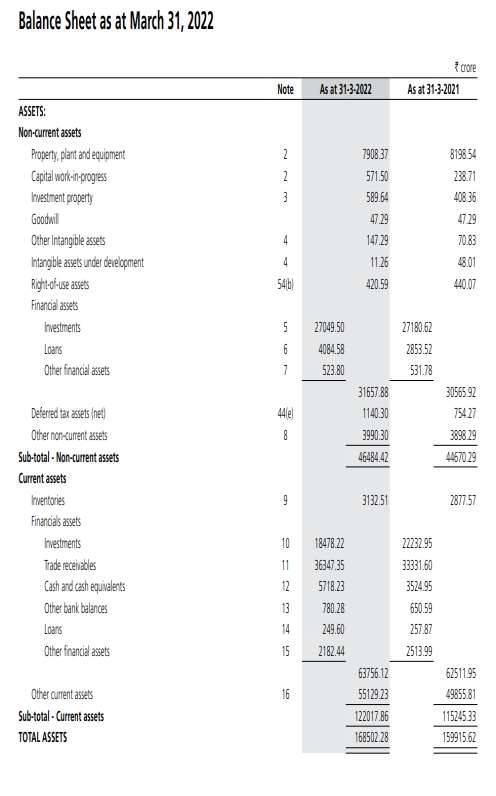 Balance Sheet as at March 31, 2022
₹ crore
Note As at 31-3-2022 As at 31-3-2021
ASSETS:
Non-current assets
Property, plant and equipment 2 7908.37 8198.54
Capital work-in-progress 2 571.50 238.71
Investment property 3 589.64 408.36
Goodwill 47.29 47.29
Other Intangible assets 4 147.29 70.83
Intangible assets under development 4 11.26 48.01
Right-of-use assets 54(b) 420.59 440.07
Financial assets
Investments 5 27049.50 27180.62
Loans 6 4084.58 2853.52
Other financial assets 7 523.80 531.78
31657.88 30565.92
Deferred tax assets (net) 44(e) 1140.30 754.27
Other non-current assets 8 3990.30 3898.29
Sub-total - Non-current assets 46484.42 44670.29
Current assets
Inventories 9 3132.51 2877.57
Financials assets
Investments 10 18478.22 22232.95
Trade receivables 11 36347.35 33331.60
Cash and cash equivalents 12 5718.23 3524.95
Other bank balances 13 780.28 650.59
Loans 14 249.60 257.87
Other financial assets 15 2182.44 2513.99
63756.12 62511.95
Other current assets 16 55129.23 49855.81
Sub-total - Current assets 122017.86 115245.33
TOTAL ASSETS 168502.28 159915.62